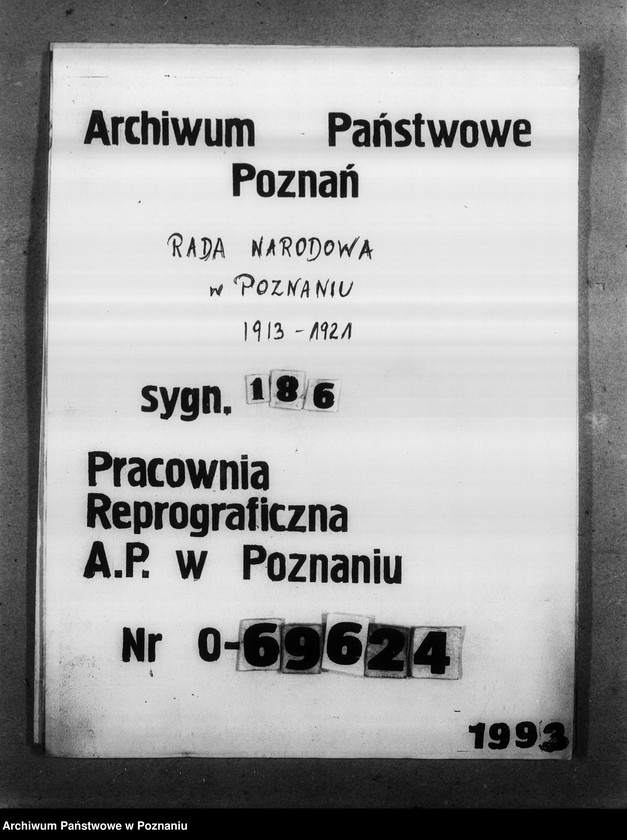 Archiwum Państwowe
Poznań
RADA NARODOWA
w POZNANIU
1913-1921
sygn. 186
Pracownia
Reprograficzna
A.P. w Poznaniu
Nr O-69624
1993
Archiwum Państwowe w Poznaniu